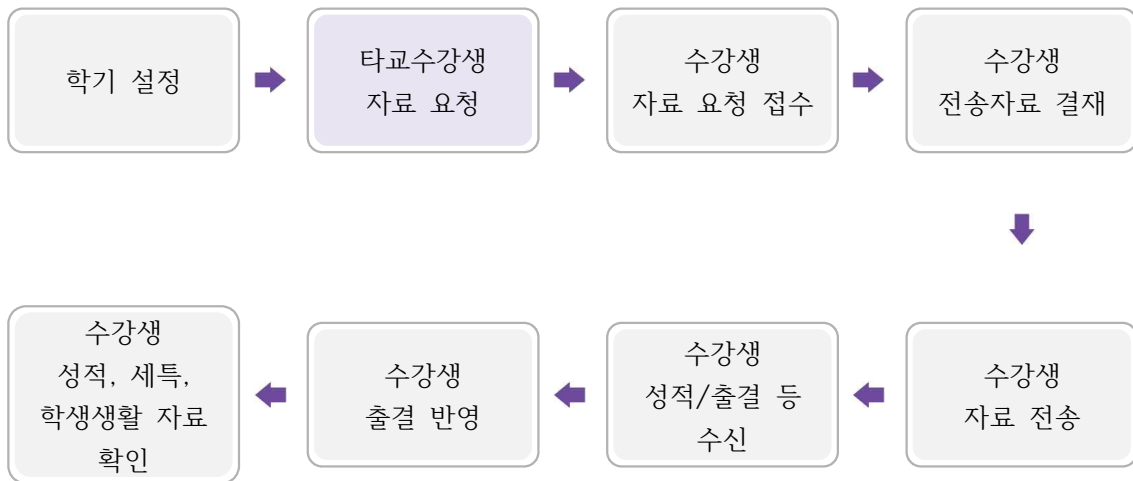 학기 설정
타교수강생
자료 요청
수강생
자료 요청 접수
수강생
전송자료 결재
수강생
자료 전송
수강생
성적/출결 등
수신
수강생
출결 반영
수강생
성적, 세특,
학생생활 자료
확인